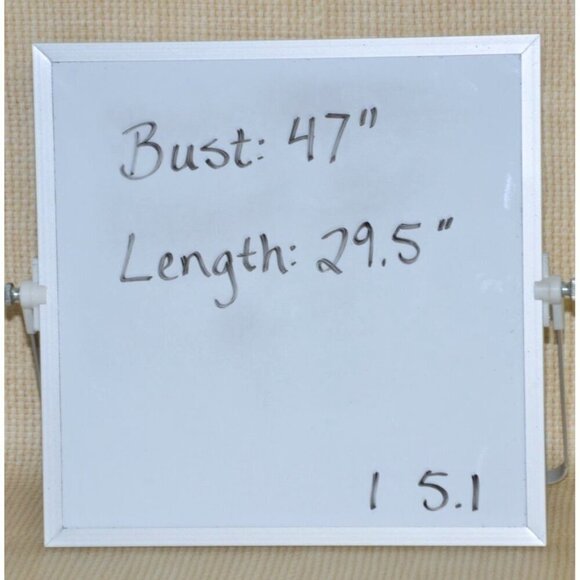 Bust: 47"
Length: 29.5"
1 5.1